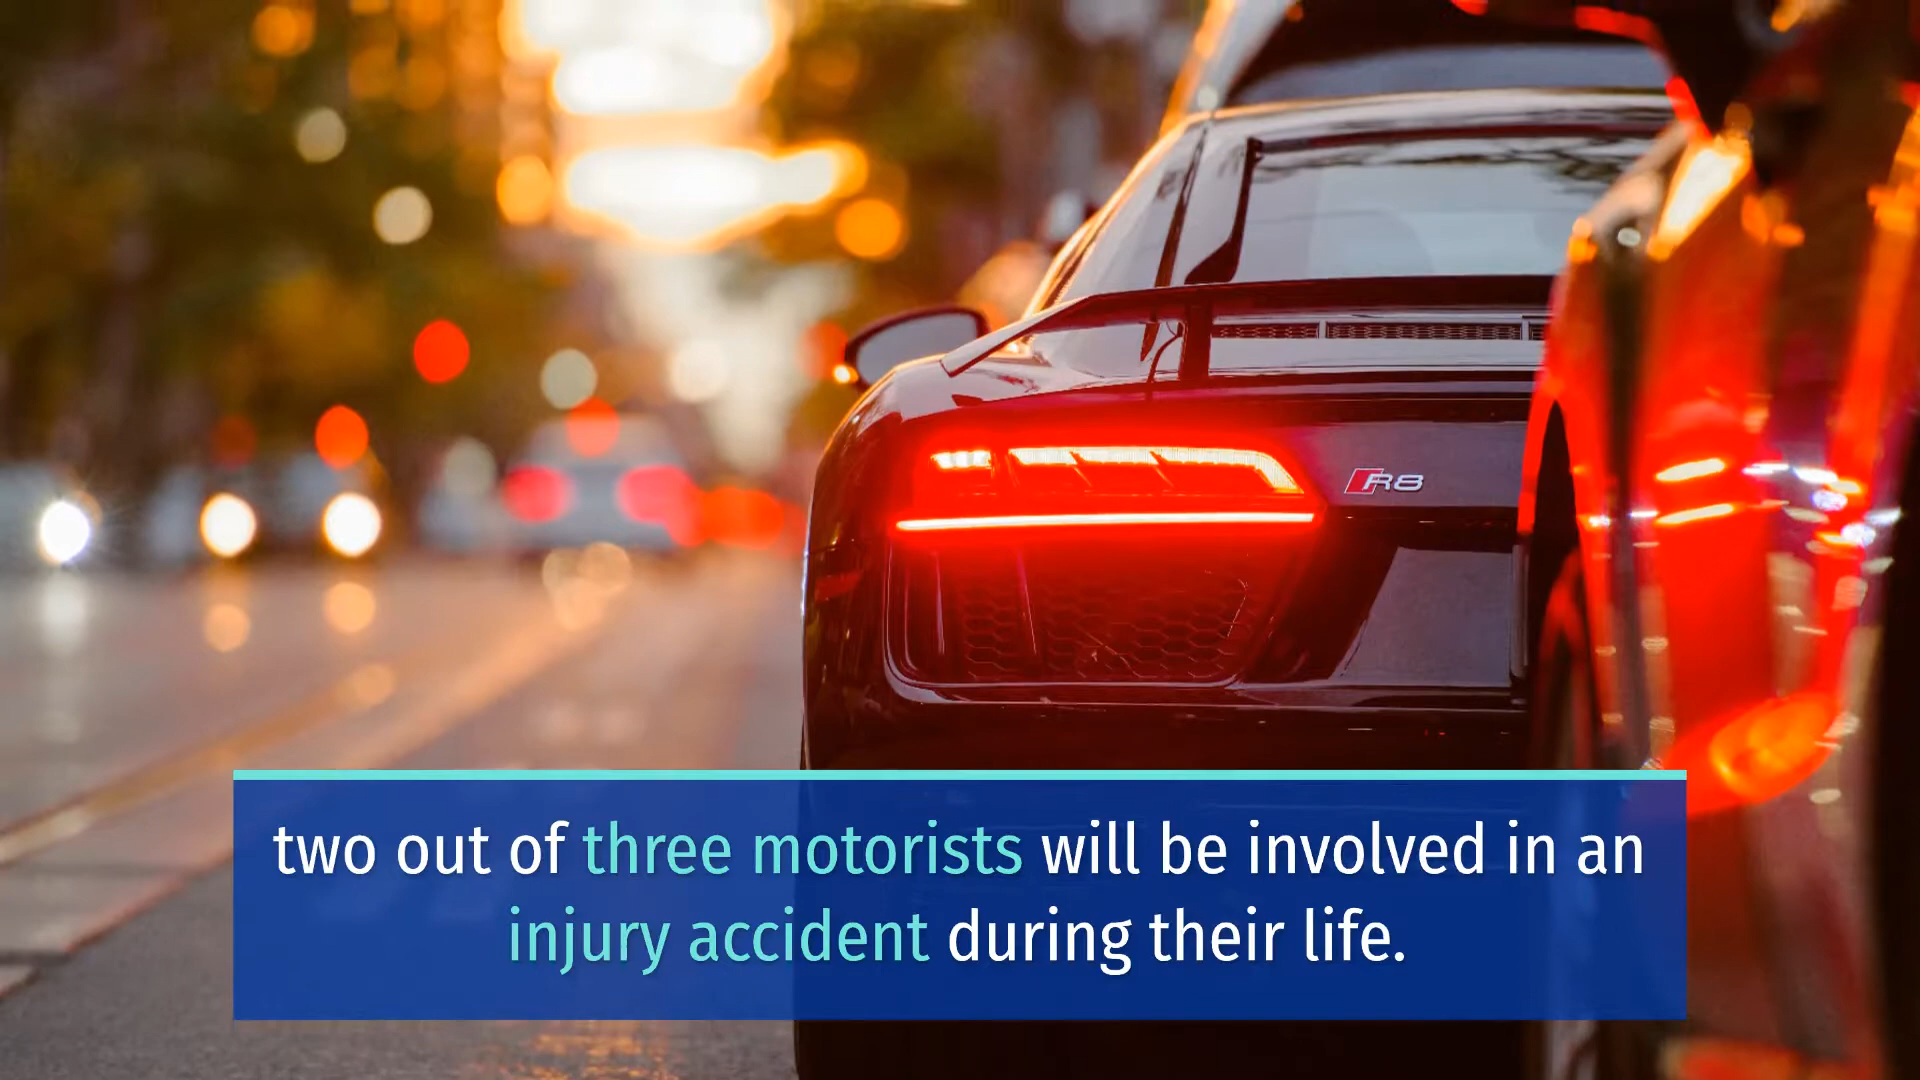 R8
two out of three motorists will be involved in an
injury accident during their life.